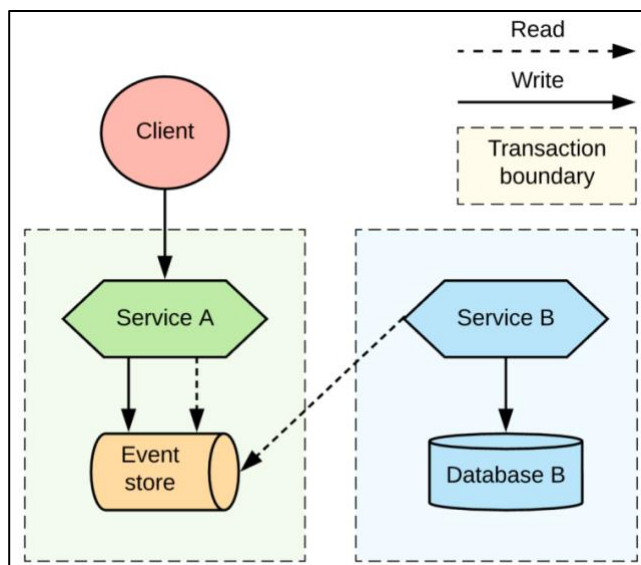 Read
Write
Transaction
boundary
Client
Service A
Service B
Event
store
Database B